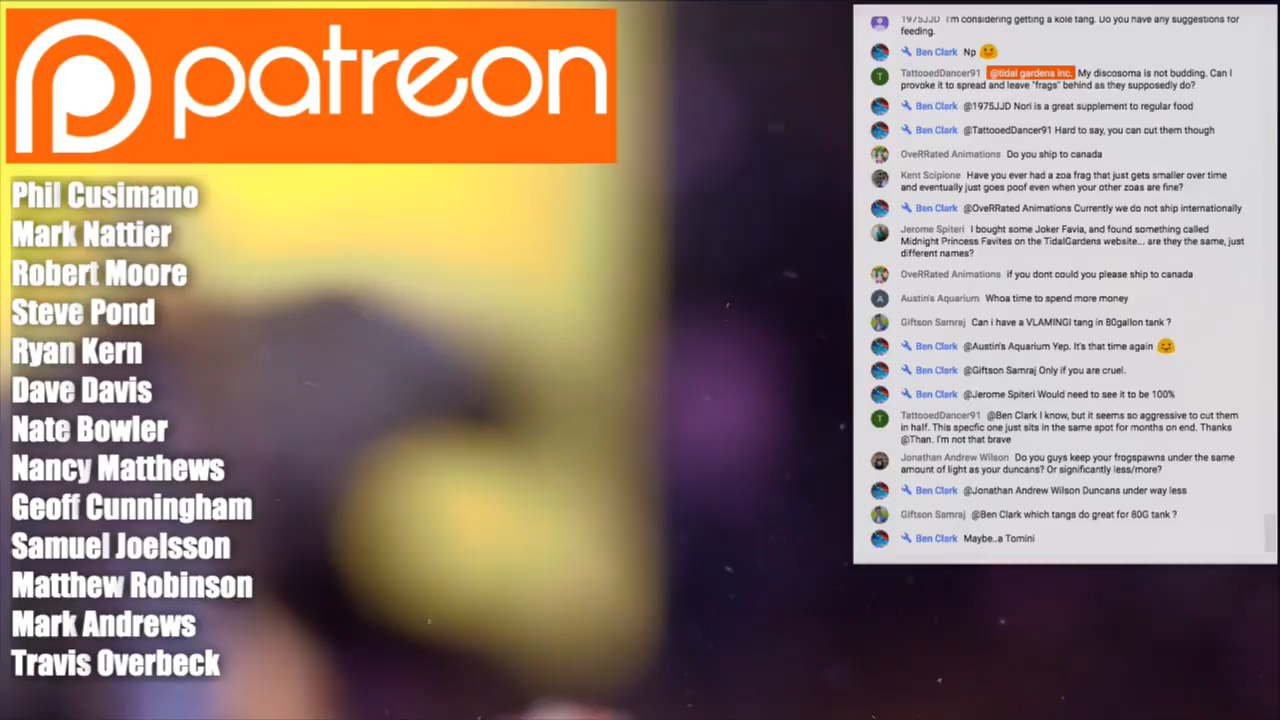 patreon
Phil Cusimano
Mark Nattier
Robert Moore
Steve Pond
Ryan Kern
Dave Davis
Nate Bowler
Nancy Matthews
Geoff Cunningham
Samuel Joelsson
Matthew Robinson
Mark Andrews
Travis Overbeck
1975JJD I'm considering getting a kole tang. Do you have any suggestions for
feeding.
Ben Clark Np
TattooedDancer91 @tidal gardens inc. My discosoma is not budding. Can I
provoke it to spread and leave "frags" behind as they supposedly do?
Ben Clark @1975JJD Nori is a great supplement to regular food
Ben Clark @TattooedDancer91 Hard to say, you can cut them though
OveRRated Animations Do you ship to canada
Kent Scipione Have you ever had a zoa frag that just gets smaller over time
and eventually just goes poof even when your other zoas are fine?
Ben Clark @OveRRated Animations Currently we do not ship internationally
Jerome Spiteri I bought some Joker Favia, and found something called
Midnight Princess Favites on the TidalGardens website... are they the same, just
different names?
OveRRated Animations if you dont could you please ship to canada
A Austin's Aquarium Whoa time to spend more money
Giftson Samraj Can i have a VLAMINGI tang in 80gallon tank ?
Ben Clark @Austin's Aquarium Yep. It's that time again
Ben Clark @Giftson Samraj Only if you are cruel.
Ben Clark @Jerome Spiteri Would need to see it to be 100%
T TattooedDancer91 @Ben Clark I know, but it seems so aggressive to cut them
in half. This specfic one just sits in the same spot for months on end. Thanks
@Than. I'm not that brave
Jonathan Andrew Wilson Do you guys keep your frogspawns under the same
amount of light as your duncans? Or significantly less/more?
Ben Clark @Jonathan Andrew Wilson Duncans under way less
Giftson Samraj @Ben Clark which tangs do great for 80G tank ?
Ben Clark Maybe..a Tomini